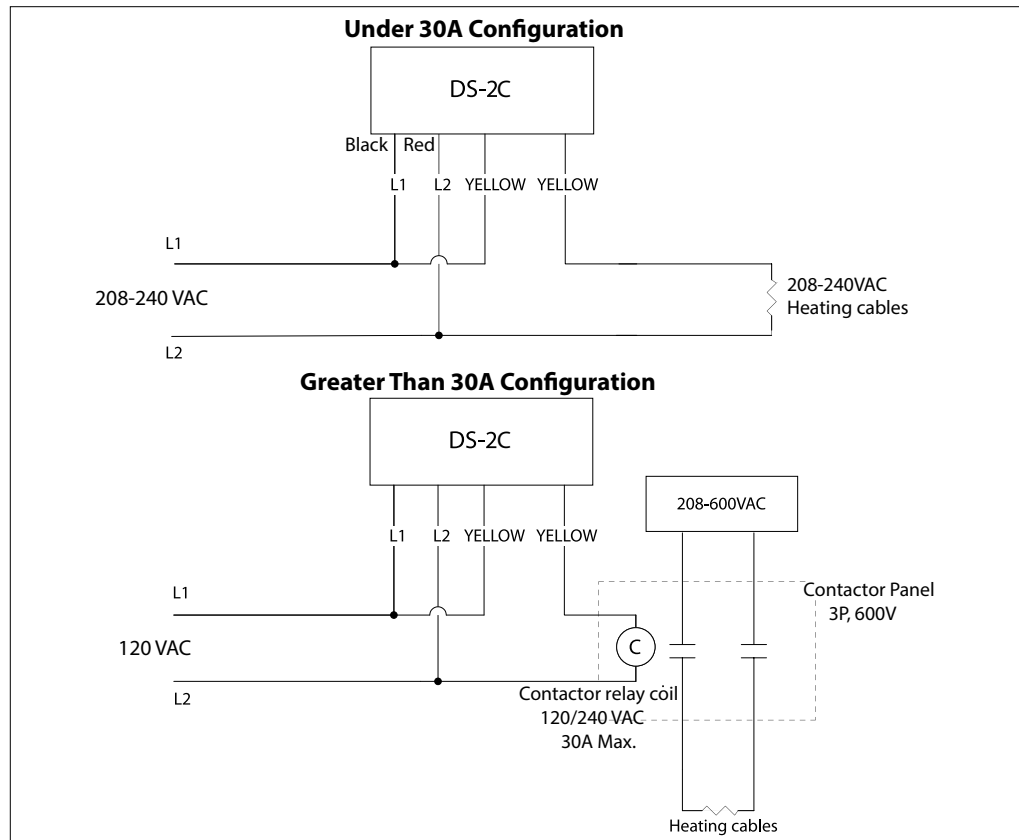 Under 30A Configuration
DS-2C
Black Red
L1 L2 YELLOW YELLOW
L1
208-240 VAC
L2
208-240VAC
Heating cables
Greater Than 30A Configuration
DS-2C
208-600VAC
L1 L2 YELLOW YELLOW
L1
120 VAC
L2
Contactor Panel
3P, 600V
C
Contactor relay coil
120/240 VAC
30A Max.
Heating cables